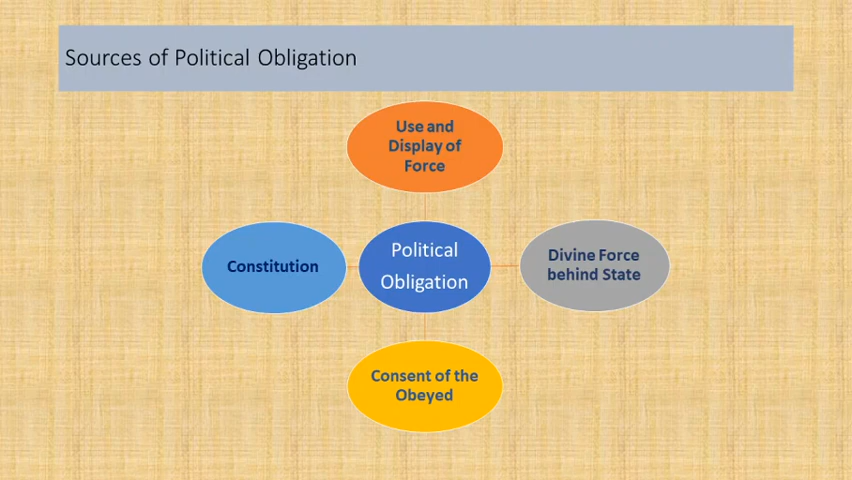 Sources of Political Obligation
Use and
Display of
Force
Constitution
Political
Obligation
Divine Force
behind State
Consent of the
Obeyed